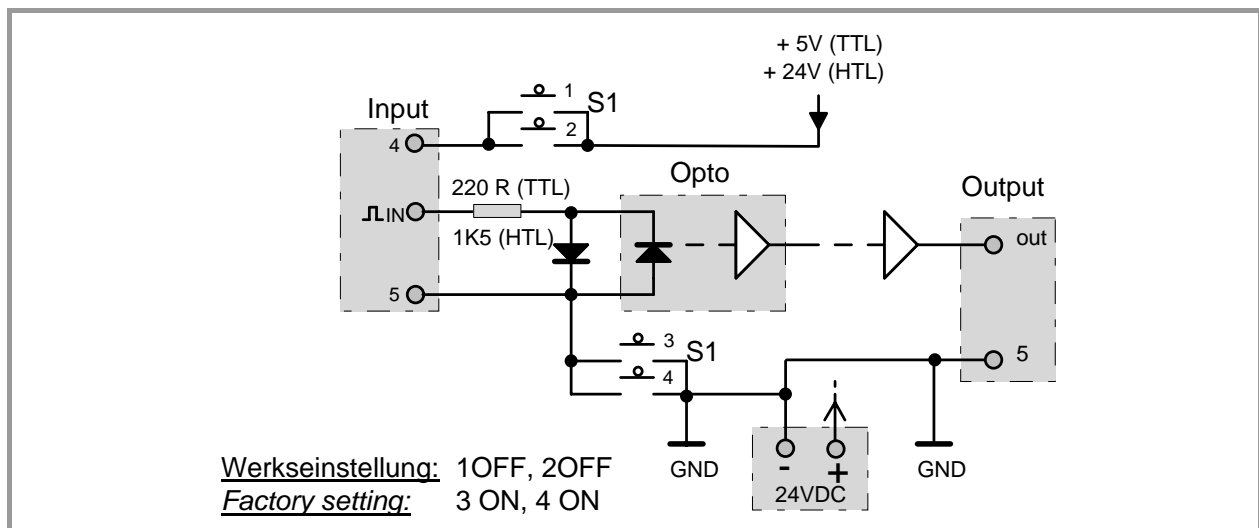 + 5V (TTL)
+ 24V (HTL)
Input
1
S1
2
4
220 R (TTL)
Opto
Output
IN
1K5 (HTL)
out
5
3
S1
4
5
GND
-
+
GND
24VDC
Werkseinstellung: 1OFF, 2OFF
Factory setting: 3 ON, 4 ON